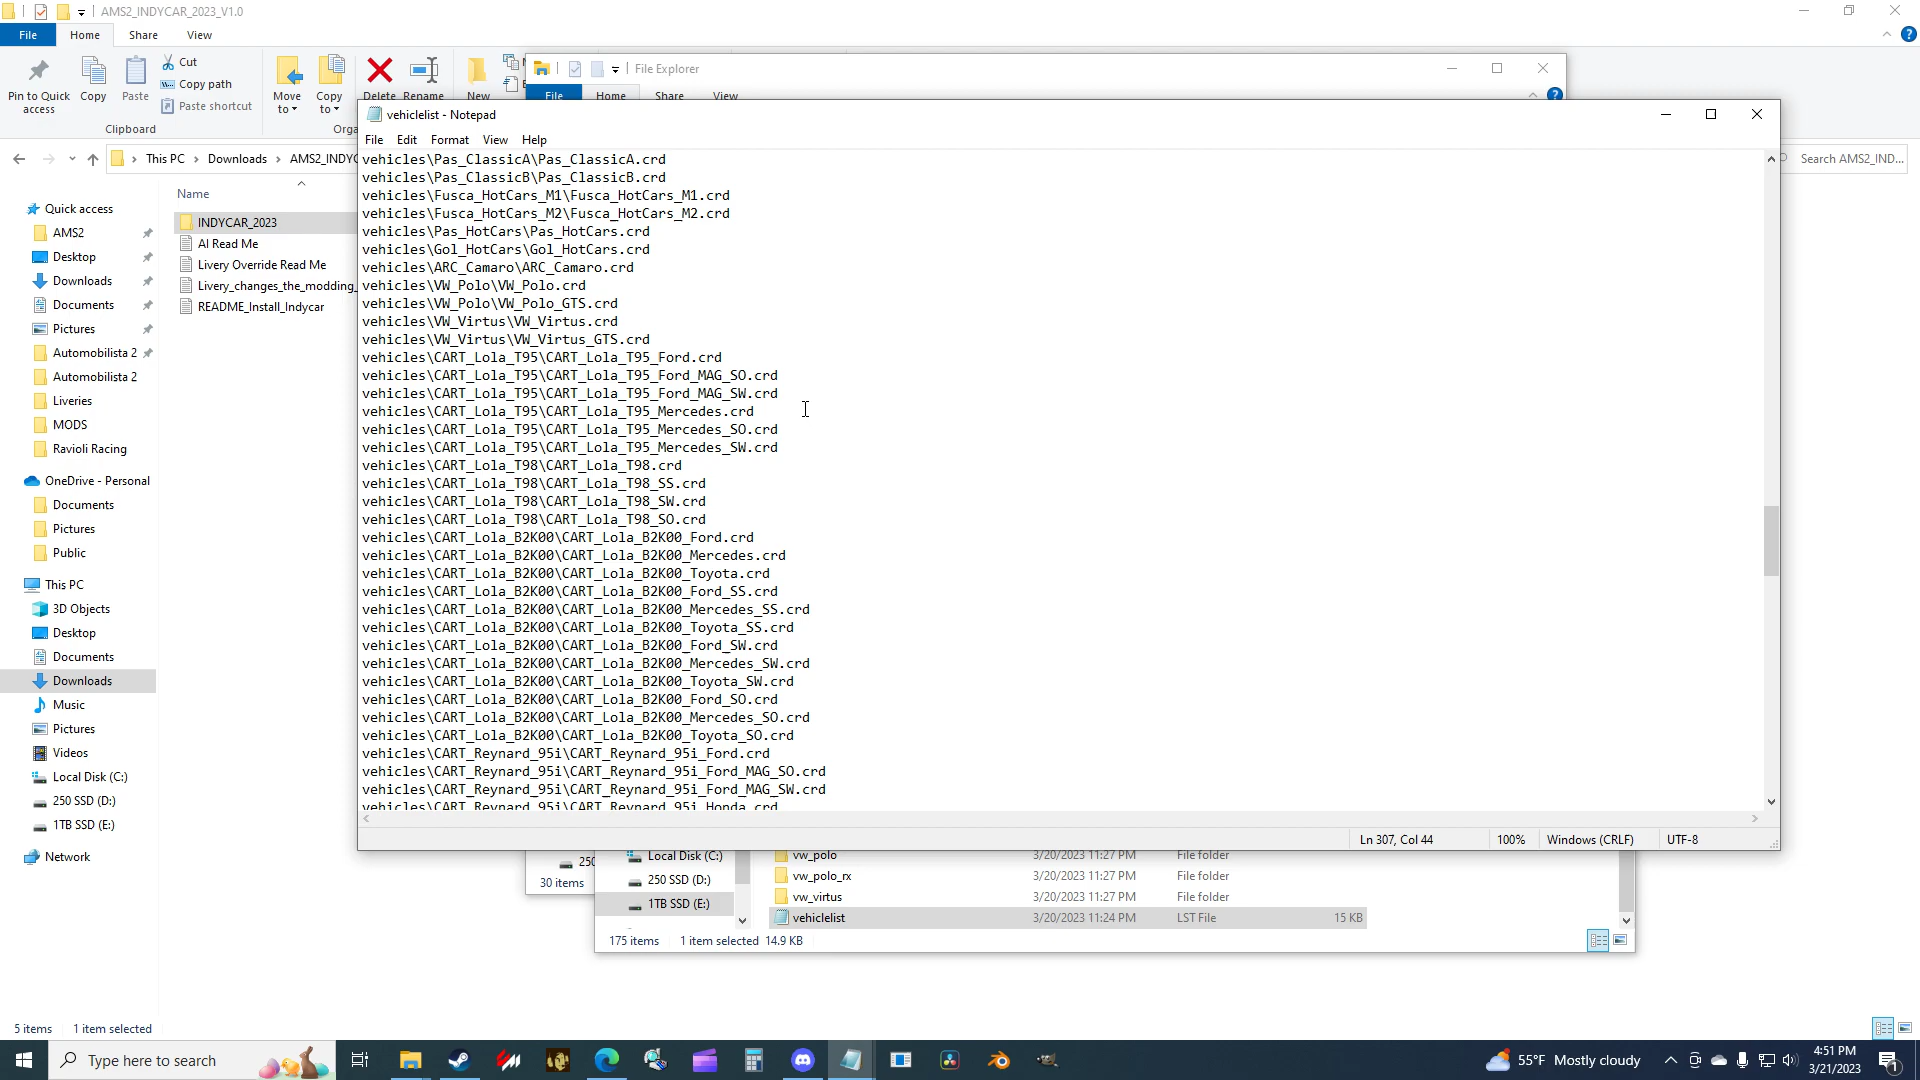 AMS2_INDYCAR_2023_V1.0
File Home Share View
Pin to Quick access
Copy
Paste
Cut
Copy path
Paste shortcut
Clipboard
Move to
Copy to
Delete
Rename
New
Orga
File Explorer
File Home Share View
This PC > Downloads > AMS2_INDYC
Search AMS2_IND...
Quick access
AMS2
Desktop
Downloads
Documents
Pictures
Automobilista 2
Automobilista 2
Liveries
MODS
Ravioli Racing
OneDrive - Personal
Documents
Pictures
Public
This PC
3D Objects
Desktop
Documents
Downloads
Music
Pictures
Videos
Local Disk (C:)
250 SSD (D:)
1TB SSD (E:)
Network
Name
INDYCAR_2023
AI Read Me
Livery Override Read Me
Livery_changes_the_modding_
README_Install_Indycar
vehiclelist - Notepad
File Edit Format View Help
vehicles\Pas_ClassicA\Pas_ClassicA.crd
vehicles\Pas_ClassicB\Pas_ClassicB.crd
vehicles\Fusca_HotCars_M1\Fusca_HotCars_M1.crd
vehicles\Fusca_HotCars_M2\Fusca_HotCars_M2.crd
vehicles\Pas_HotCars\Pas_HotCars.crd
vehicles\Gol_HotCars\Gol_HotCars.crd
vehicles\ARC_Camaro\ARC_Camaro.crd
vehicles\VW_Polo\VW_Polo.crd
vehicles\VW_Polo\VW_Polo_GTS.crd
vehicles\VW_Virtus\VW_Virtus.crd
vehicles\VW_Virtus\VW_Virtus_GTS.crd
vehicles\CART_Lola_T95\CART_Lola_T95_Ford.crd
vehicles\CART_Lola_T95\CART_Lola_T95_Ford_MAG_SO.crd
vehicles\CART_Lola_T95\CART_Lola_T95_Ford_MAG_SW.crd
vehicles\CART_Lola_T95\CART_Lola_T95_Mercedes.crd
vehicles\CART_Lola_T95\CART_Lola_T95_Mercedes_SO.crd
vehicles\CART_Lola_T95\CART_Lola_T95_Mercedes_SW.crd
vehicles\CART_Lola_T98\CART_Lola_T98.crd
vehicles\CART_Lola_T98\CART_Lola_T98_SS.crd
vehicles\CART_Lola_T98\CART_Lola_T98_SW.crd
vehicles\CART_Lola_T98\CART_Lola_T98_SO.crd
vehicles\CART_Lola_B2K00\CART_Lola_B2K00_Ford.crd
vehicles\CART_Lola_B2K00\CART_Lola_B2K00_Mercedes.crd
vehicles\CART_Lola_B2K00\CART_Lola_B2K00_Toyota.crd
vehicles\CART_Lola_B2K00\CART_Lola_B2K00_Ford_SS.crd
vehicles\CART_Lola_B2K00\CART_Lola_B2K00_Mercedes_SS.crd
vehicles\CART_Lola_B2K00\CART_Lola_B2K00_Toyota_SS.crd
vehicles\CART_Lola_B2K00\CART_Lola_B2K00_Ford_SW.crd
vehicles\CART_Lola_B2K00\CART_Lola_B2K00_Mercedes_SW.crd
vehicles\CART_Lola_B2K00\CART_Lola_B2K00_Toyota_SW.crd
vehicles\CART_Lola_B2K00\CART_Lola_B2K00_Ford_SO.crd
vehicles\CART_Lola_B2K00\CART_Lola_B2K00_Mercedes_SO.crd
vehicles\CART_Lola_B2K00\CART_Lola_B2K00_Toyota_SO.crd
vehicles\CART_Reynard_95i\CART_Reynard_95i_Ford.crd
vehicles\CART_Reynard_95i\CART_Reynard_95i_Ford_MAG_SO.crd
vehicles\CART_Reynard_95i\CART_Reynard_95i_Ford_MAG_SW.crd
vehicles\CART_Reynard_95i\CART_Reynard_95i_Honda.crd
Ln 307, Col 44 100% Windows (CRLF) UTF-8
250
30 items
Local Disk (C:)
250 SSD (D:)
1TB SSD (E:)
vw_polo 3/20/2023 11:27 PM File folder
vw_polo_rx 3/20/2023 11:27 PM File folder
vw_virtus 3/20/2023 11:27 PM File folder
vehiclelist 3/20/2023 11:24 PM LST File 15 KB
175 items 1 item selected 14.9 KB
5 items 1 item selected
Type here to search
55°F Mostly cloudy
4:51 PM
3/21/2023
1